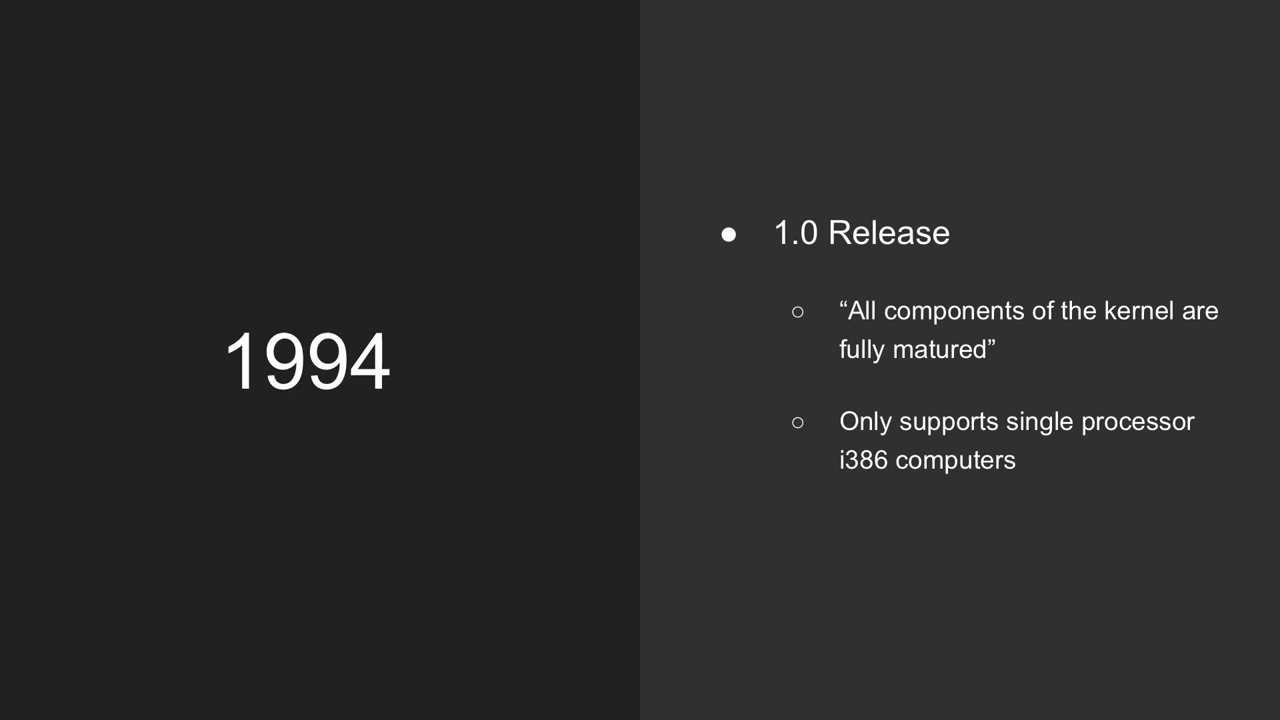 1994
● 1.0 Release
○ “All components of the kernel are
fully matured”
○ Only supports single processor
i386 computers